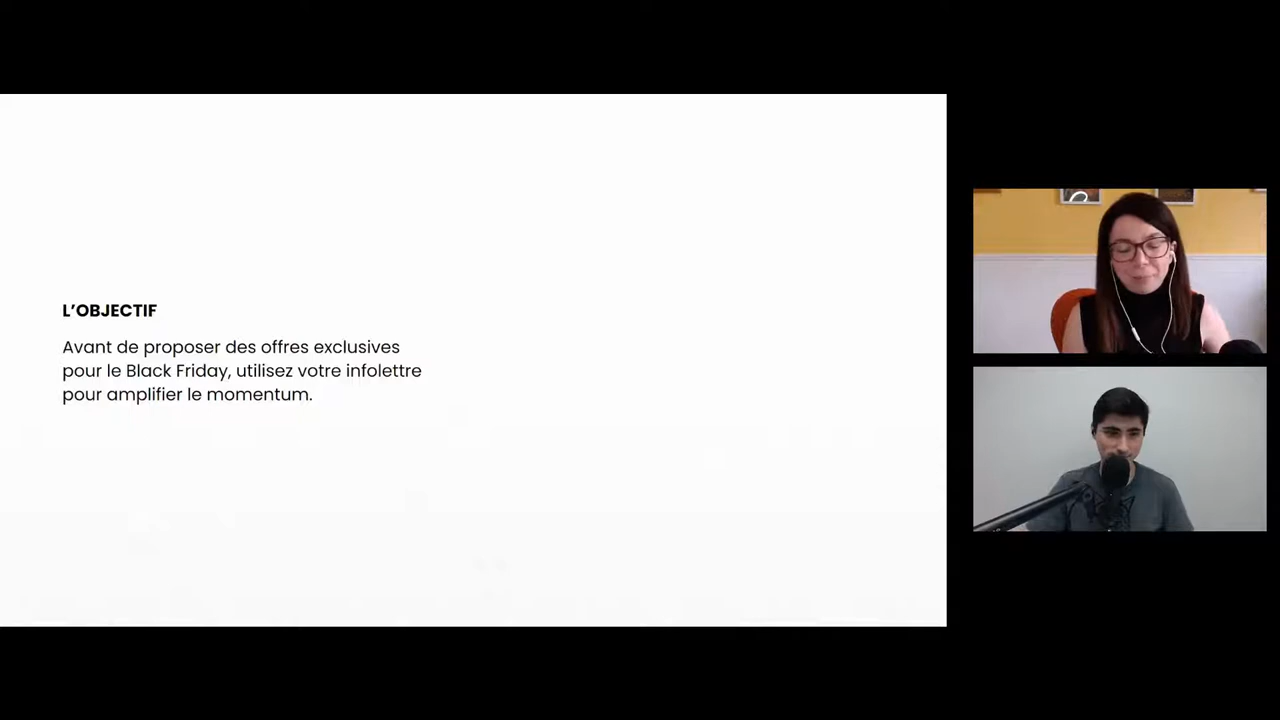 L’OBJECTIF
Avant de proposer des offres exclusives
pour le Black Friday, utilisez votre infolettre
pour amplifier le momentum.